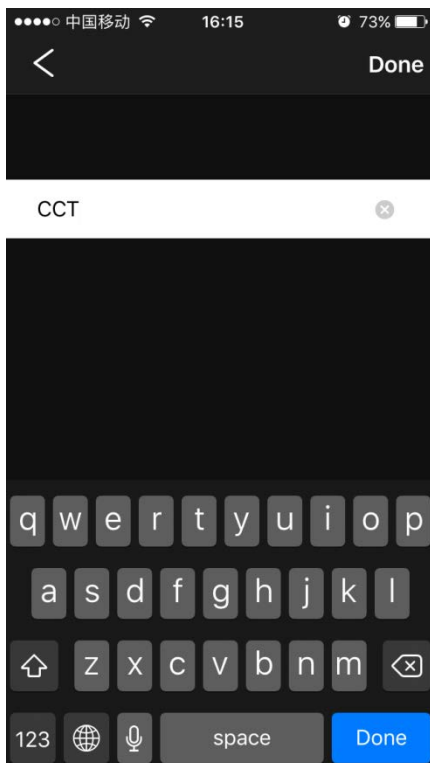 中国移动 16:15 73%
Done
CCT
q w e r t y u i o p
a s d f g h j k l
z x c v b n m
123 space Done